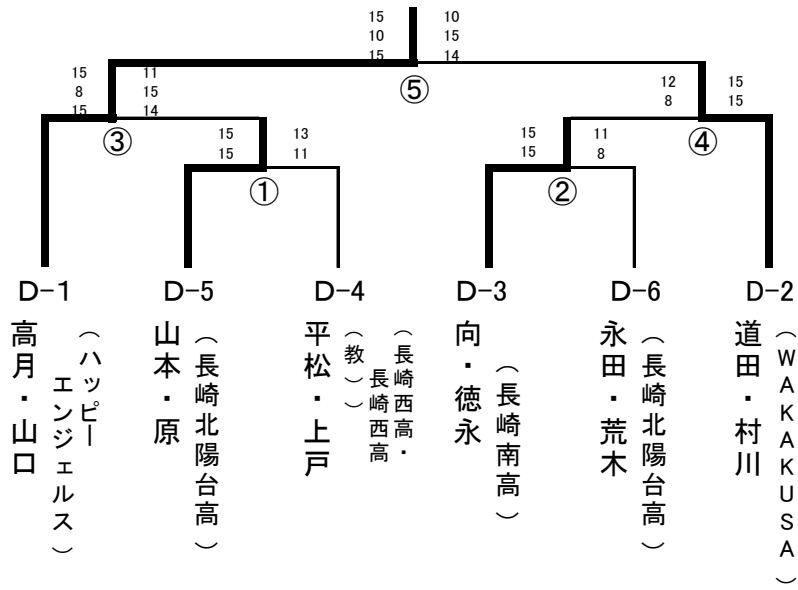 15 10
10 15
15 14
⑤
15 11
8 15
15 14
③
12 15
8 15
④
15 13
15 11
①
15 11
15 8
②
D-1
高月・山口
（ハッピー
エンジェルス）
D-5
山本・原
（長崎北陽台高）
D-4
平松・上戸
（長崎西高・
長崎西高
（教））
D-3
向・徳永
（長崎南高）
D-6
永田・荒木
（長崎北陽台高）
D-2
道田・村川
（WAKAKUSA）